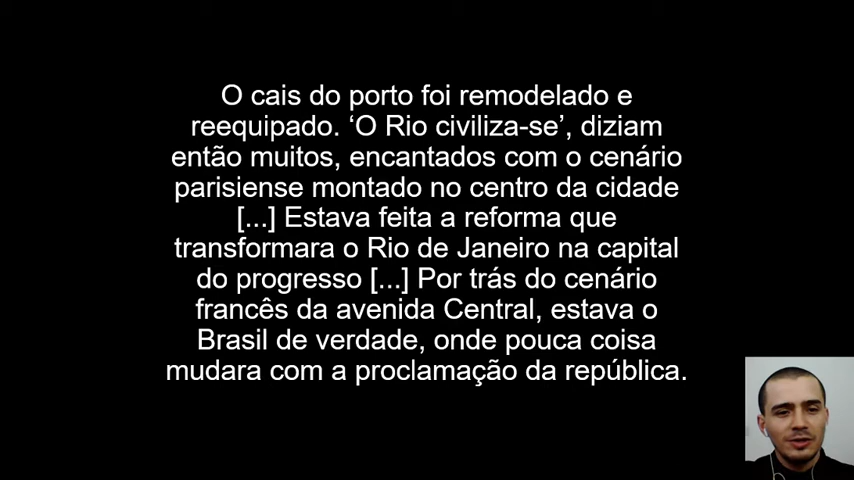 O cais do porto foi remodelado e
reequipado. ‘O Rio civiliza-se’, diziam
então muitos, encantados com o cenário
parisiense montado no centro da cidade
[...] Estava feita a reforma que
transformara o Rio de Janeiro na capital
do progresso [...] Por trás do cenário
francês da avenida Central, estava o
Brasil de verdade, onde pouca coisa
mudara com a proclamação da república.